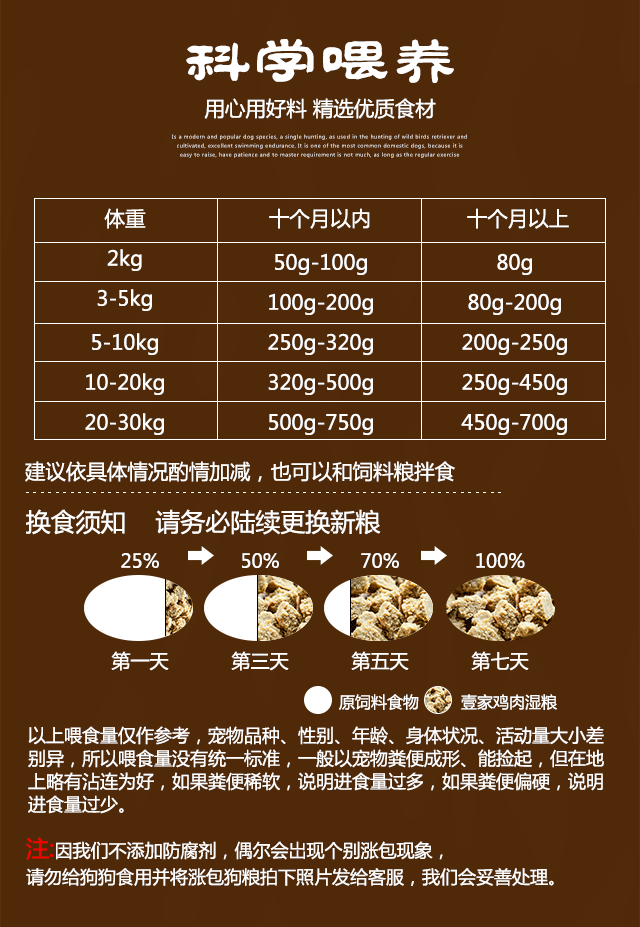 科学喂养
用心用好料 精选优质食材
Is a modern and popular dog species, a single hunting, as used in the hunting of wild birds retriever and
cultivated, excellent swimming endurance. It is one of the most common domestic dogs, because it is
easy to raise, have patience and to master requirement is not much, as long as the regular exercise
体重 十个月以内 十个月以上
2kg 50g-100g 80g
3-5kg 100g-200g 80g-200g
5-10kg 250g-320g 200g-250g
10-20kg 320g-500g 250g-450g
20-30kg 500g-750g 450g-700g
建议依具体情况酌情加减，也可以和饲料粮拌食
换食须知 请务必陆续更换新粮
25% 50% 70% 100%
第一天 第三天 第五天 第七天
原饲料食物 壹家鸡肉湿粮
以上喂食量仅作参考，宠物品种、性别、年龄、身体状况、活动量大小差
别异，所以喂食量没有统一标准，一般以宠物粪便成形、能捡起，但在地
上略有沾连为好，如果粪便稀软，说明进食量过多，如果粪便偏硬，说明
进食量过少。
注:因我们不添加防腐剂，偶尔会出现个别涨包现象，
请勿给狗狗食用并将涨包狗粮拍下照片发给客服，我们会妥善处理。